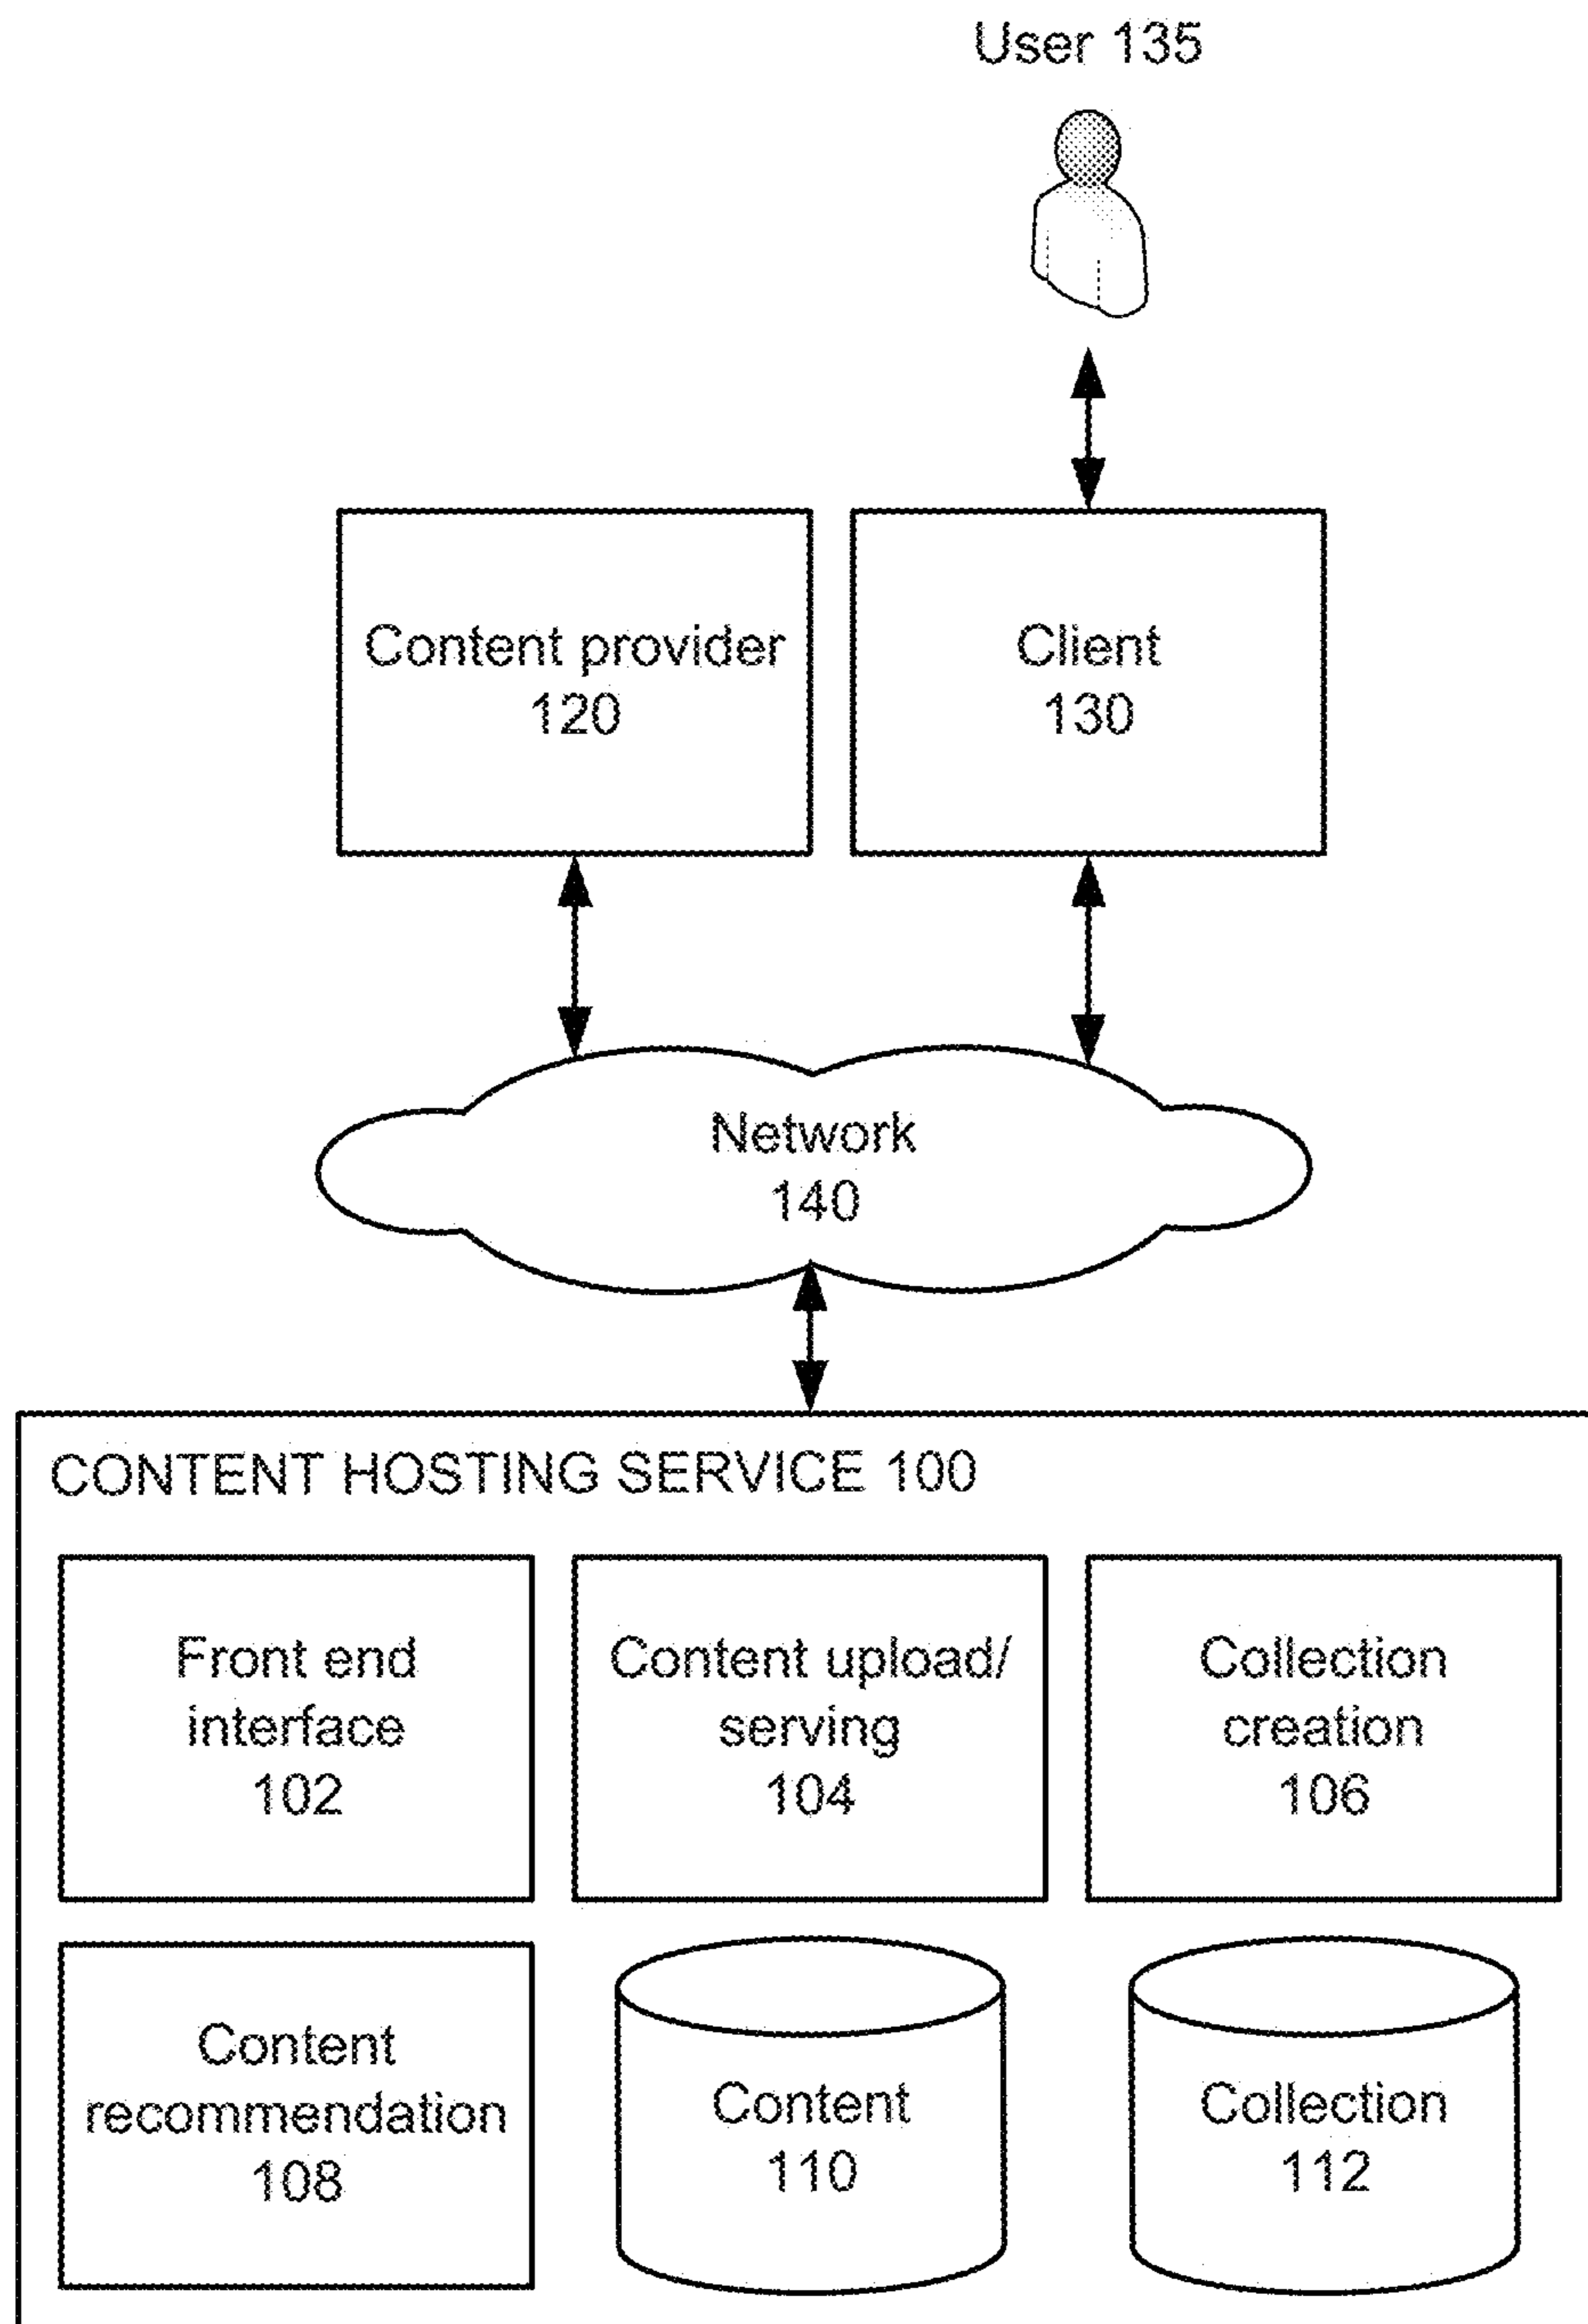 User 135
Content provider
120
Client
130
Network
140
CONTENT HOSTING SERVICE 100
Front end
interface
102
Content upload/
serving
104
Collection
creation
106
Content
recommendation
108
Content
110
Collection
112